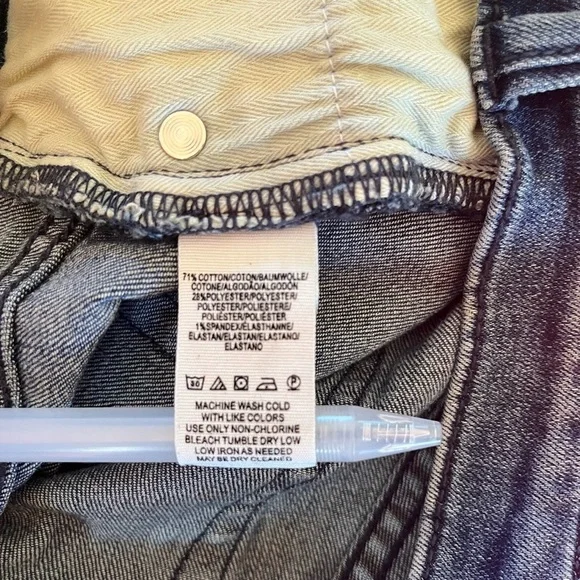 71% COTTON/COTON/BAUMWOLLE/
COTONE/ALGODÃO/ALGODON/
28%POLYESTER/POLYESTER/
POLYESTER/POLIESTERE/
POLIÉSTER/POLIÉSTER
1%SPANDEX/ÉLASTHANNE/
ELASTAN/ELASTAN/ELASTANO/
ELASTANO
30 P
MACHINE WASH COLD
WITH LIKE COLORS
USE ONLY NON-CHLORINE
BLEACH TUMBLE DRY LOW
LOW IRON AS NEEDED
MAY BE DRY CLEANED